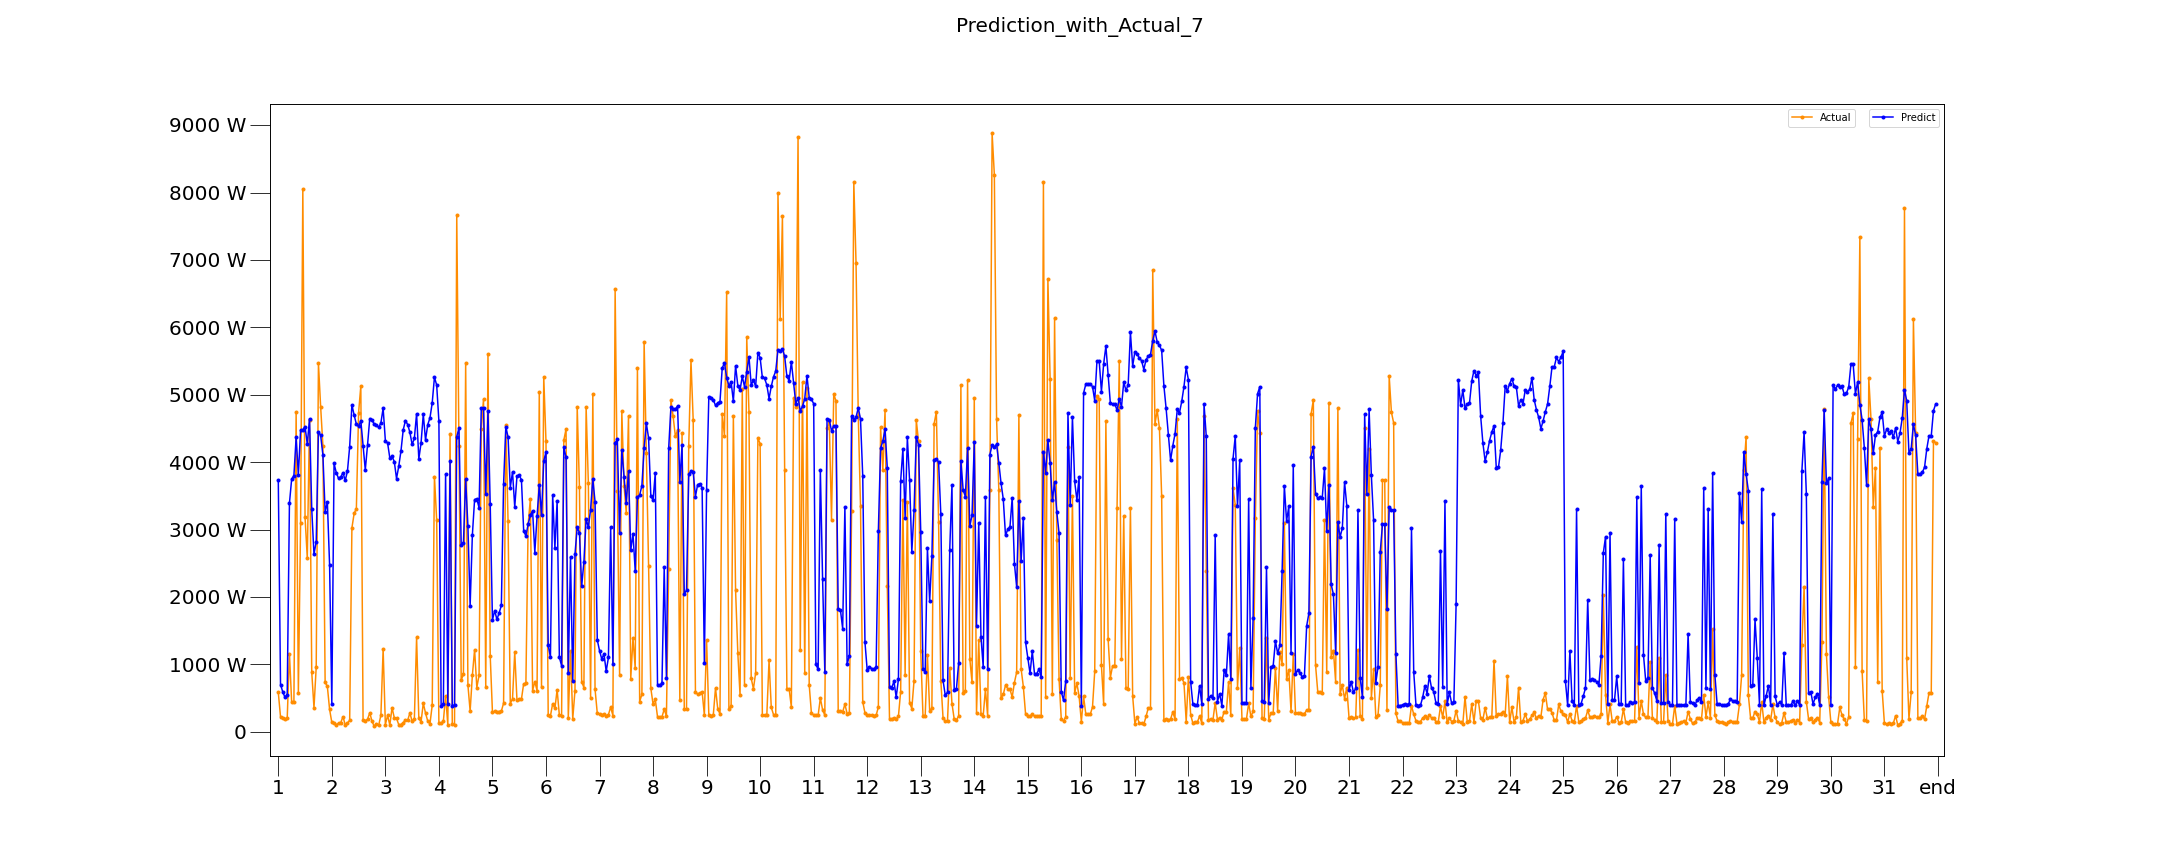 Prediction_with_Actual_7
Actual Predict
9000 W
8000 W
7000 W
6000 W
5000 W
4000 W
3000 W
2000 W
1000 W
0
1 2 3 4 5 6 7 8 9 10 11 12 13 14 15 16 17 18 19 20 21 22 23 24 25 26 27 28 29 30 31 end